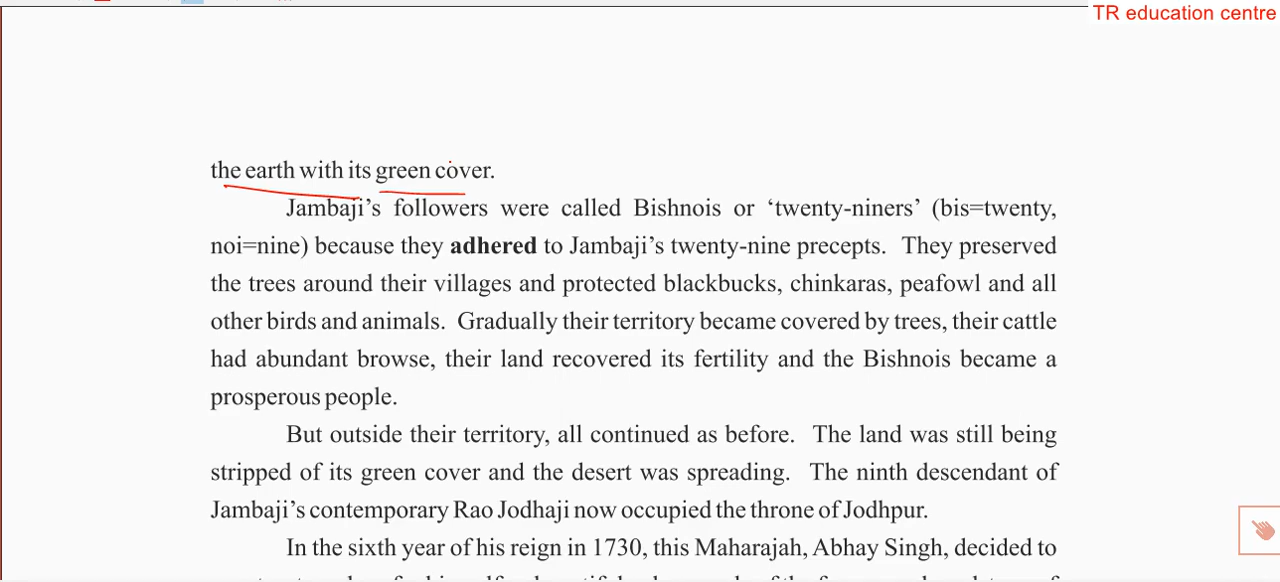 TR education centre
the earth with its green cover.
Jambaji’s followers were called Bishnois or ‘twenty-niners’ (bis=twenty,
noi=nine) because they adhered to Jambaji’s twenty-nine precepts. They preserved
the trees around their villages and protected blackbucks, chinkaras, peafowl and all
other birds and animals. Gradually their territory became covered by trees, their cattle
had abundant browse, their land recovered its fertility and the Bishnois became a
prosperous people.
But outside their territory, all continued as before. The land was still being
stripped of its green cover and the desert was spreading. The ninth descendant of
Jambaji’s contemporary Rao Jodhaji now occupied the throne of Jodhpur.
In the sixth year of his reign in 1730, this Maharajah, Abhay Singh, decided to